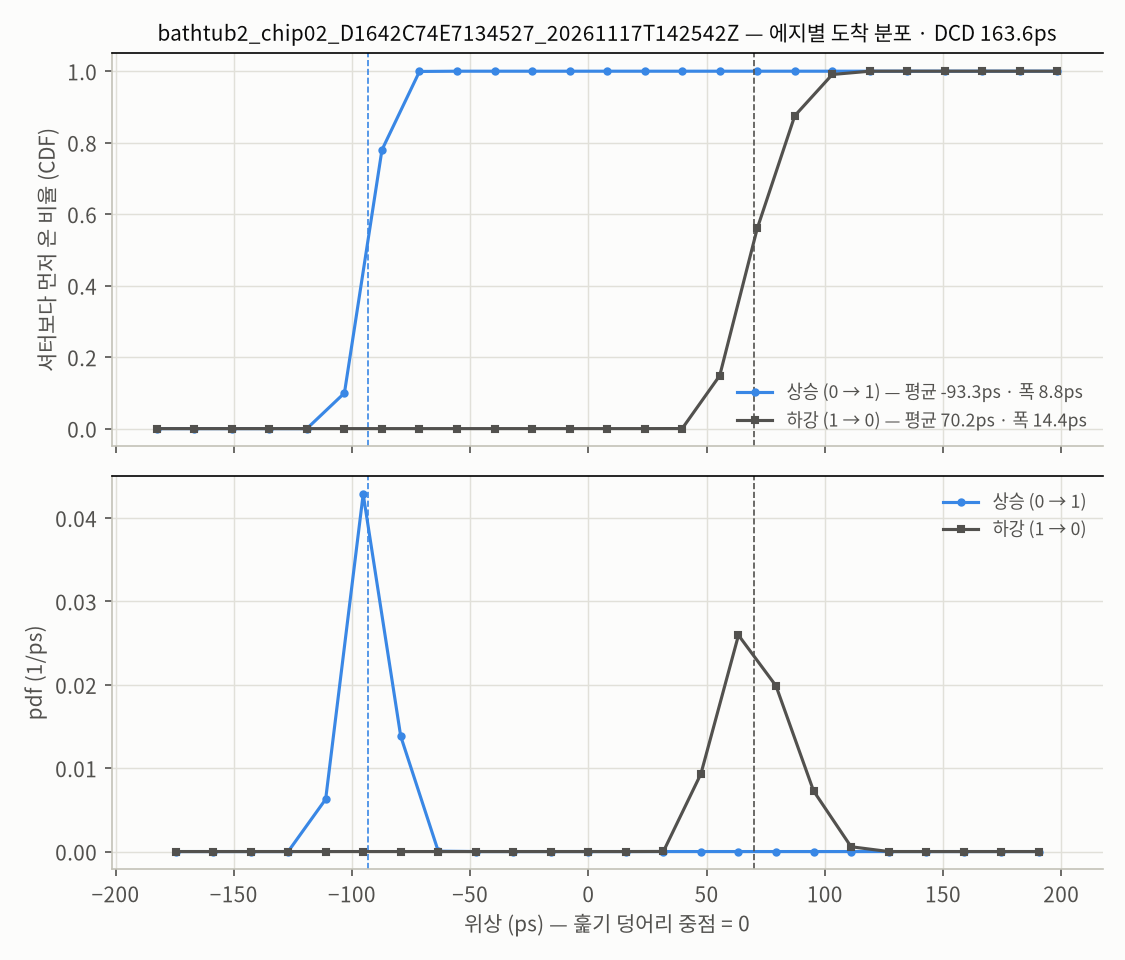 bathtub2_chip02_D1642C74E7134527_20261117T142542Z — 에지별 도착 분포 · DCD 163.6ps
셔터보다 먼저 온 비율 (CDF)
1.0
0.8
0.6
0.4
0.2
0.0
상승 (0 → 1) — 평균 -93.3ps · 폭 8.8ps
하강 (1 → 0) — 평균 70.2ps · 폭 14.4ps
pdf (1/ps)
0.04
0.03
0.02
0.01
0.00
상승 (0 → 1)
하강 (1 → 0)
−200 −150 −100 −50 0 50 100 150 200
위상 (ps) — 훑기 덩어리 중점 = 0